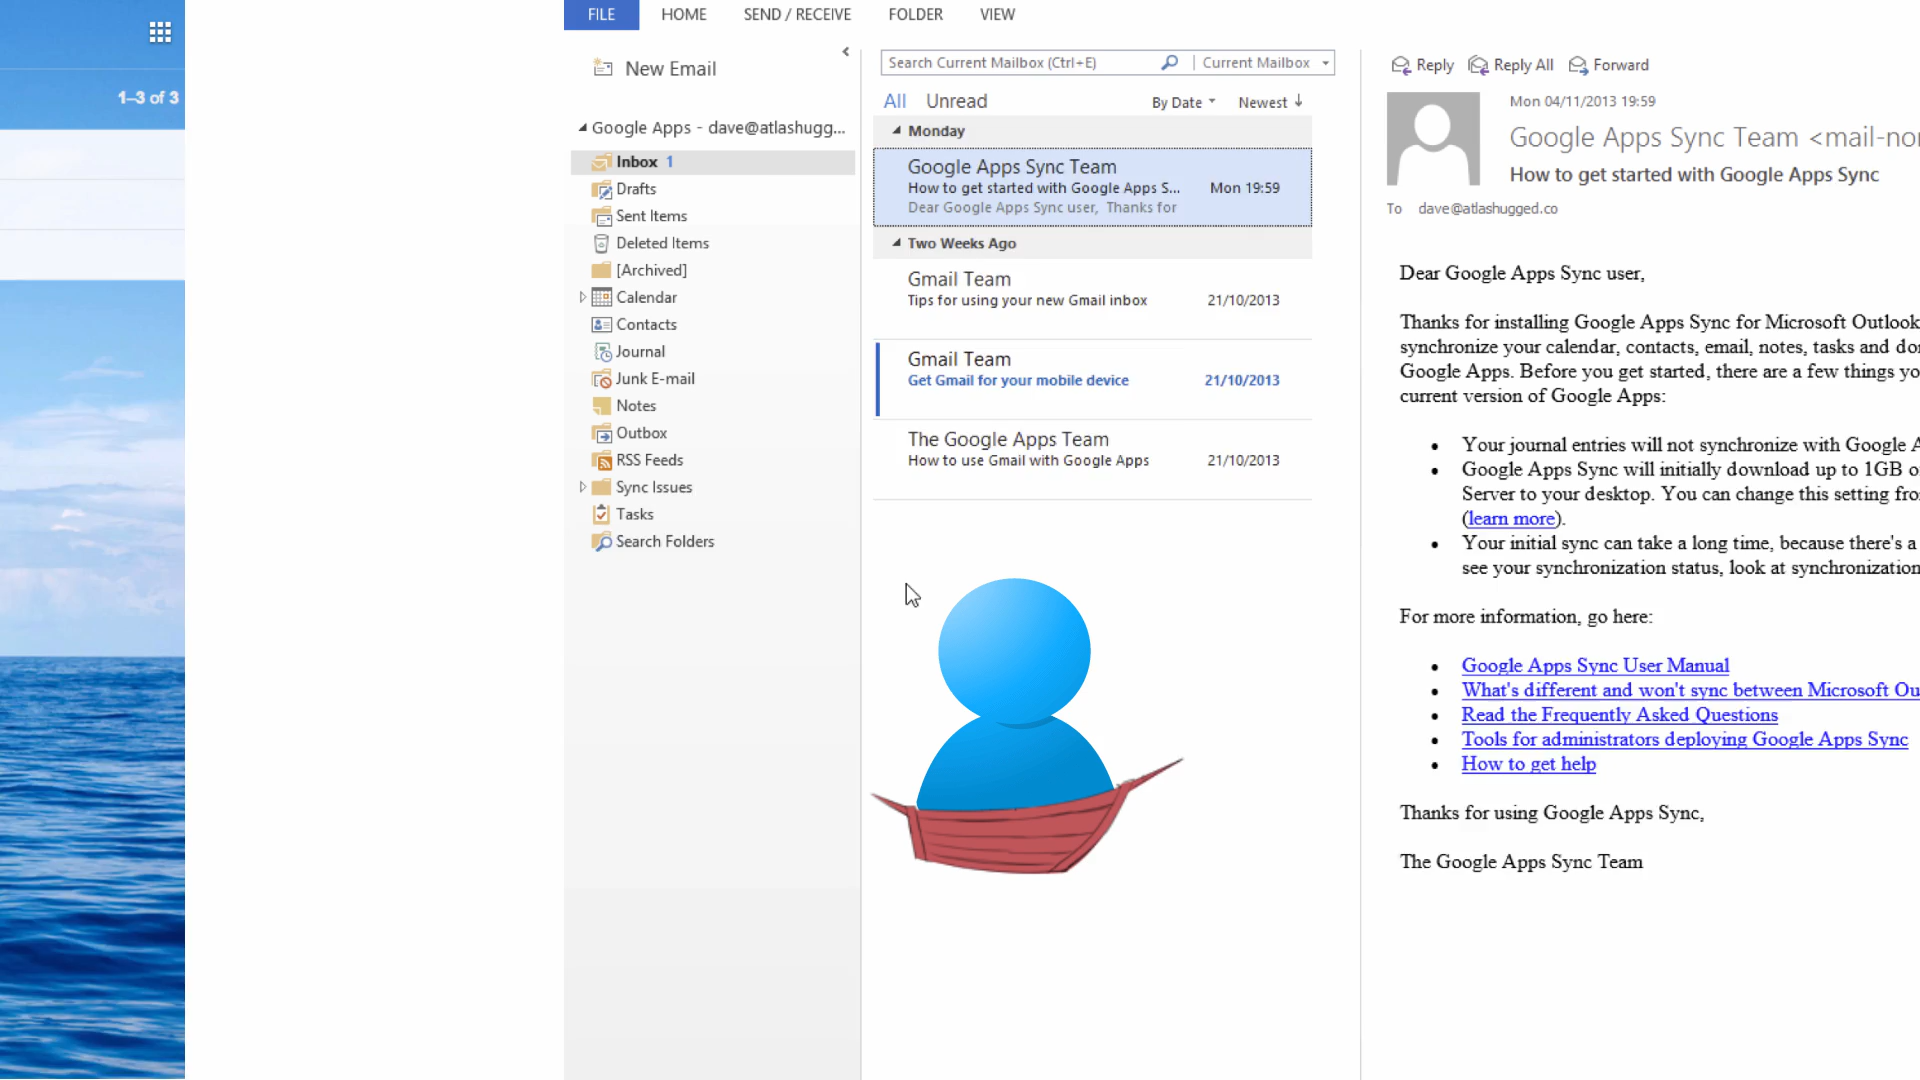 1–3 of 3
FILE HOME SEND / RECEIVE FOLDER VIEW
New Email
Google Apps - dave@atlashugg...
Inbox 1
Drafts
Sent Items
Deleted Items
[Archived]
Calendar
Contacts
Journal
Junk E-mail
Notes
Outbox
RSS Feeds
Sync Issues
Tasks
Search Folders
Search Current Mailbox (Ctrl+E) Current Mailbox
All Unread By Date Newest
Monday
Google Apps Sync Team
How to get started with Google Apps S... Mon 19:59
Dear Google Apps Sync user, Thanks for
Two Weeks Ago
Gmail Team
Tips for using your new Gmail inbox 21/10/2013
Gmail Team
Get Gmail for your mobile device 21/10/2013
The Google Apps Team
How to use Gmail with Google Apps 21/10/2013
Reply Reply All Forward
Mon 04/11/2013 19:59
Google Apps Sync Team <mail-nor
How to get started with Google Apps Sync
To dave@atlashugged.co
Dear Google Apps Sync user,
Thanks for installing Google Apps Sync for Microsoft Outlook
synchronize your calendar, contacts, email, notes, tasks and do
Google Apps. Before you get started, there are a few things yo
current version of Google Apps:
Your journal entries will not synchronize with Google A
Google Apps Sync will initially download up to 1GB o
Server to your desktop. You can change this setting fro
(learn more).
Your initial sync can take a long time, because there's a
see your synchronization status, look at synchronization
For more information, go here:
Google Apps Sync User Manual
What's different and won't sync between Microsoft Ou
Read the Frequently Asked Questions
Tools for administrators deploying Google Apps Sync
How to get help
Thanks for using Google Apps Sync,
The Google Apps Sync Team